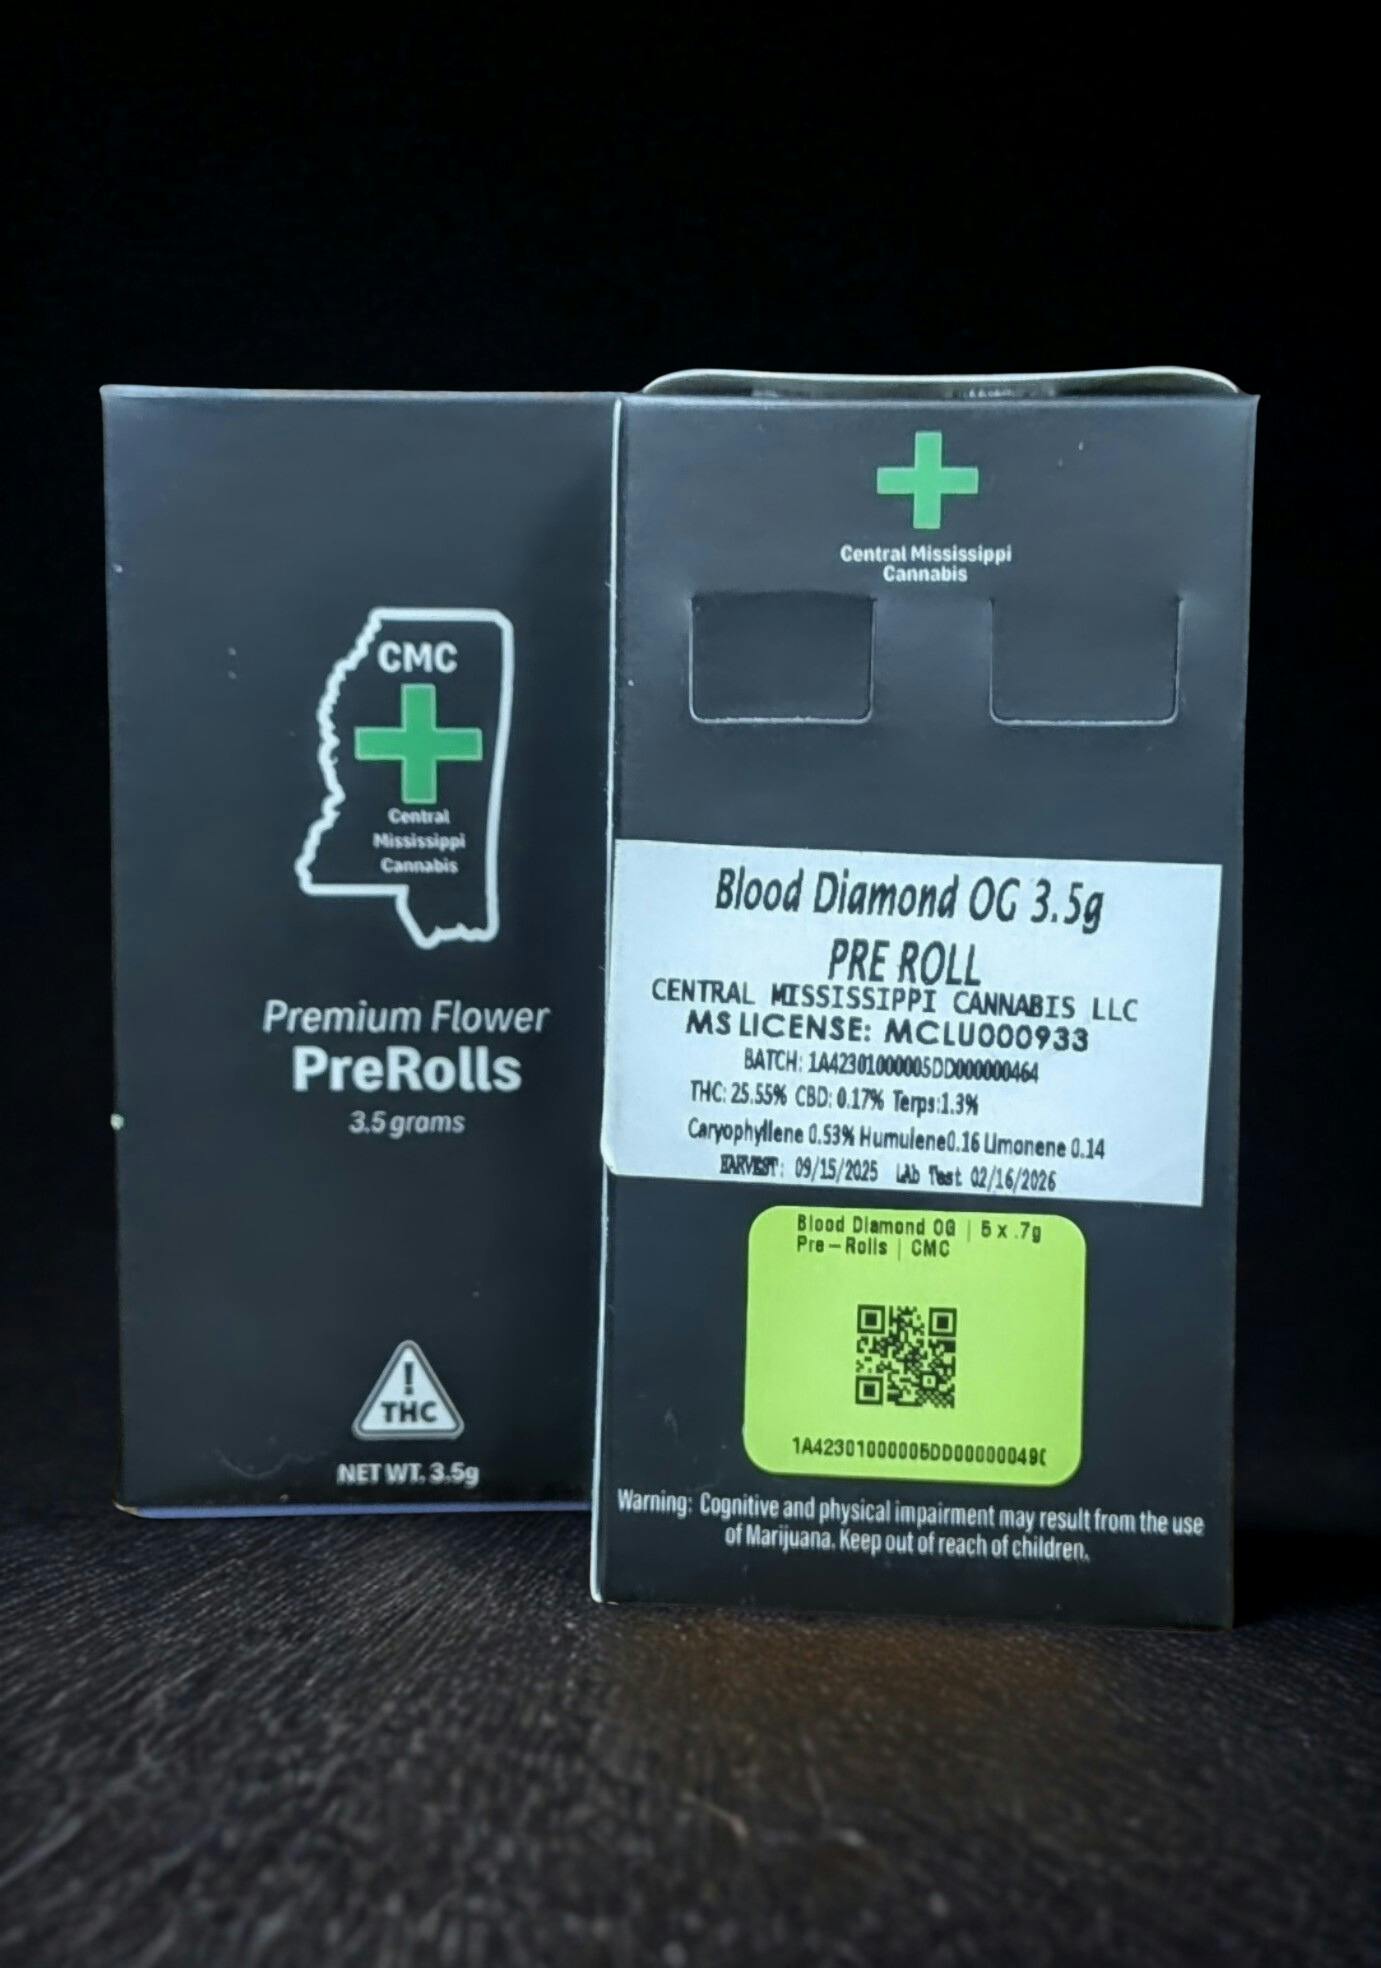 CMC
Central
Mississippi
Cannabis
Premium Flower
PreRolls
3.5 grams
!
THC
NET WT. 3.5g
Central Mississippi
Cannabis
Blood Diamond OG 3.5g
PRE ROLL
CENTRAL MISSISSIPPI CANNABIS LLC
MS LICENSE: MCLU000933
BATCH: 1A42301000005DD000000464
THC: 25.55% CBD: 0.17% Terps:1.3%
Caryophyllene 0.53% Humulene0.16 Limonene 0.14
HARVEST: 09/15/2025 LAb Test 02/16/2026
Blood Diamond OG | 5 x .7g
Pre-Rolls | CMC
Warning: Cognitive and physical impairment may result from the use
of Marijuana. Keep out of reach of children.